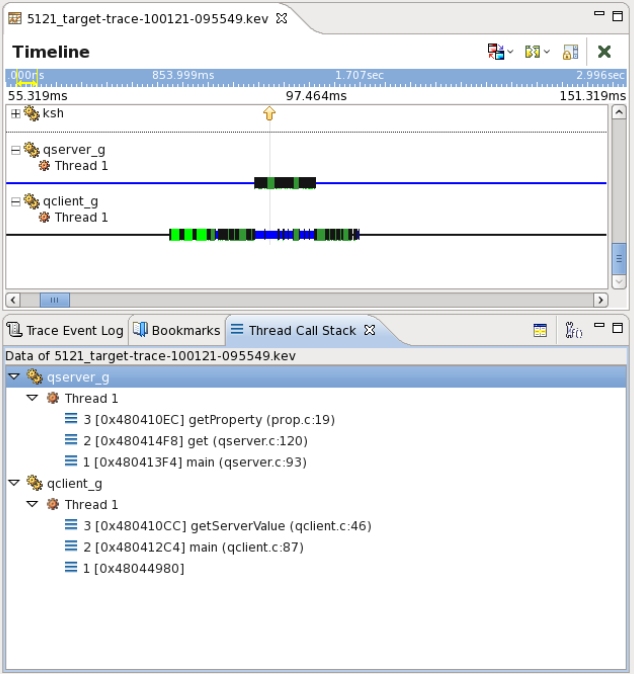 5121_target-trace-100121-095549.kev
Timeline
.000ns 853.999ms 1.707sec 2.996sec
55.319ms 97.464ms 151.319ms
ksh
qserver_g
Thread 1
qclient_g
Thread 1
Trace Event Log Bookmarks Thread Call Stack
Data of 5121_target-trace-100121-095549.kev
qserver_g
Thread 1
3 [0x480410EC] getProperty (prop.c:19)
2 [0x480414F8] get (qserver.c:120)
1 [0x480413F4] main (qserver.c:93)
qclient_g
Thread 1
3 [0x480410CC] getServerValue (qclient.c:46)
2 [0x480412C4] main (qclient.c:87)
1 [0x48044980]